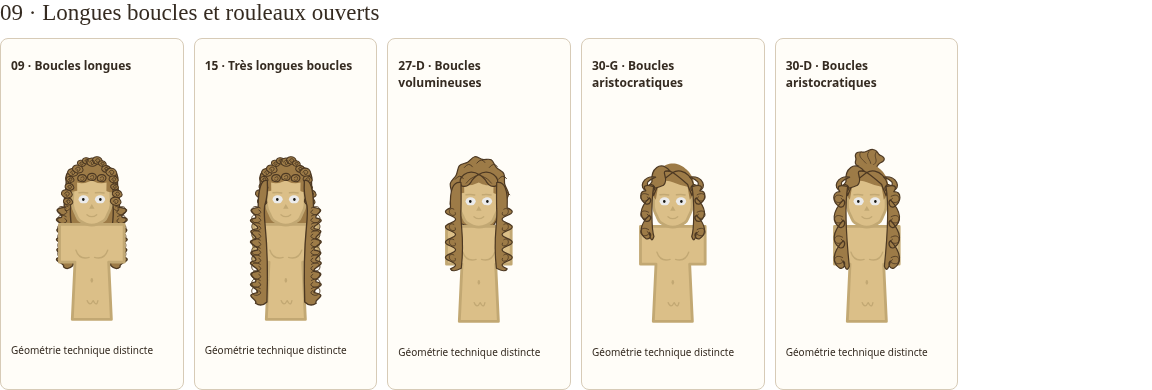 09 · Longues boucles et rouleaux ouverts
09 · Boucles longues
Géométrie technique distincte
15 · Très longues boucles
Géométrie technique distincte
27-D · Boucles
volumineuses
Géométrie technique distincte
30-G · Boucles
aristocratiques
Géométrie technique distincte
30-D · Boucles
aristocratiques
Géométrie technique distincte